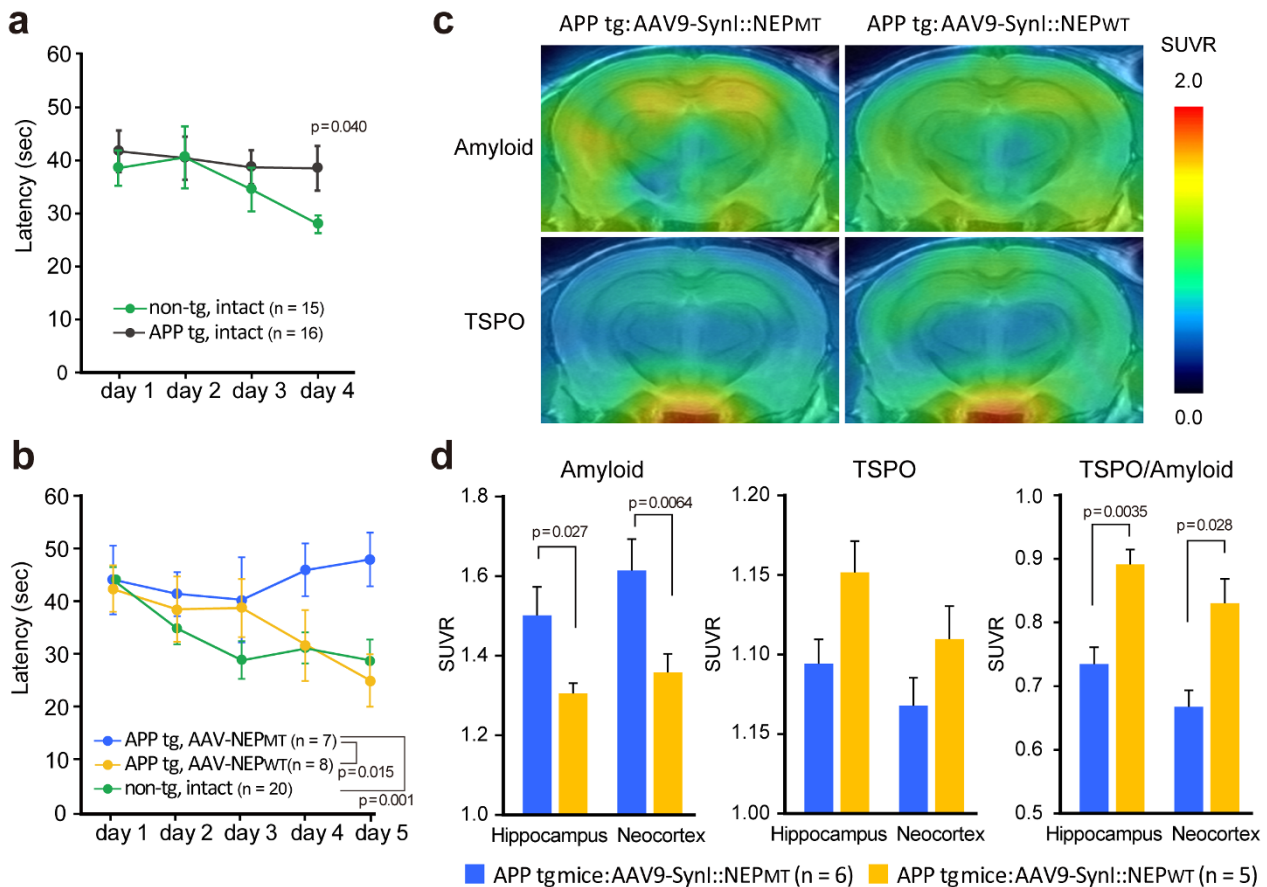 a
60
50
40
30
20
10
0
Latency (sec)
p=0.040
non-tg, intact (n = 15)
APP tg, intact (n = 16)
day 1 day 2 day 3 day 4
b
60
50
40
30
20
10
0
Latency (sec)
APP tg, AAV-NEPMT (n = 7)
APP tg, AAV-NEPWT(n = 8)
non-tg, intact (n = 20)
p=0.015
p=0.001
day 1 day 2 day 3 day 4 day 5
c
APP tg:AAV9-SynI::NEPMT
APP tg:AAV9-SynI::NEPWT
Amyloid
TSPO
SUVR
2.0
0.0
d
Amyloid
1.8
1.6
1.4
1.2
1.0
SUVR
p=0.027
p=0.0064
Hippocampus Neocortex
TSPO
1.20
1.15
1.10
1.15
1.00
SUVR
Hippocampus Neocortex
TSPO/Amyloid
1.0
0.9
0.8
0.7
0.6
0.5
SUVR
p=0.0035
p=0.028
Hippocampus Neocortex
APP tgmice:AAV9-SynI::NEPMT (n = 6)
APP tgmice:AAV9-SynI::NEPWT (n = 5)